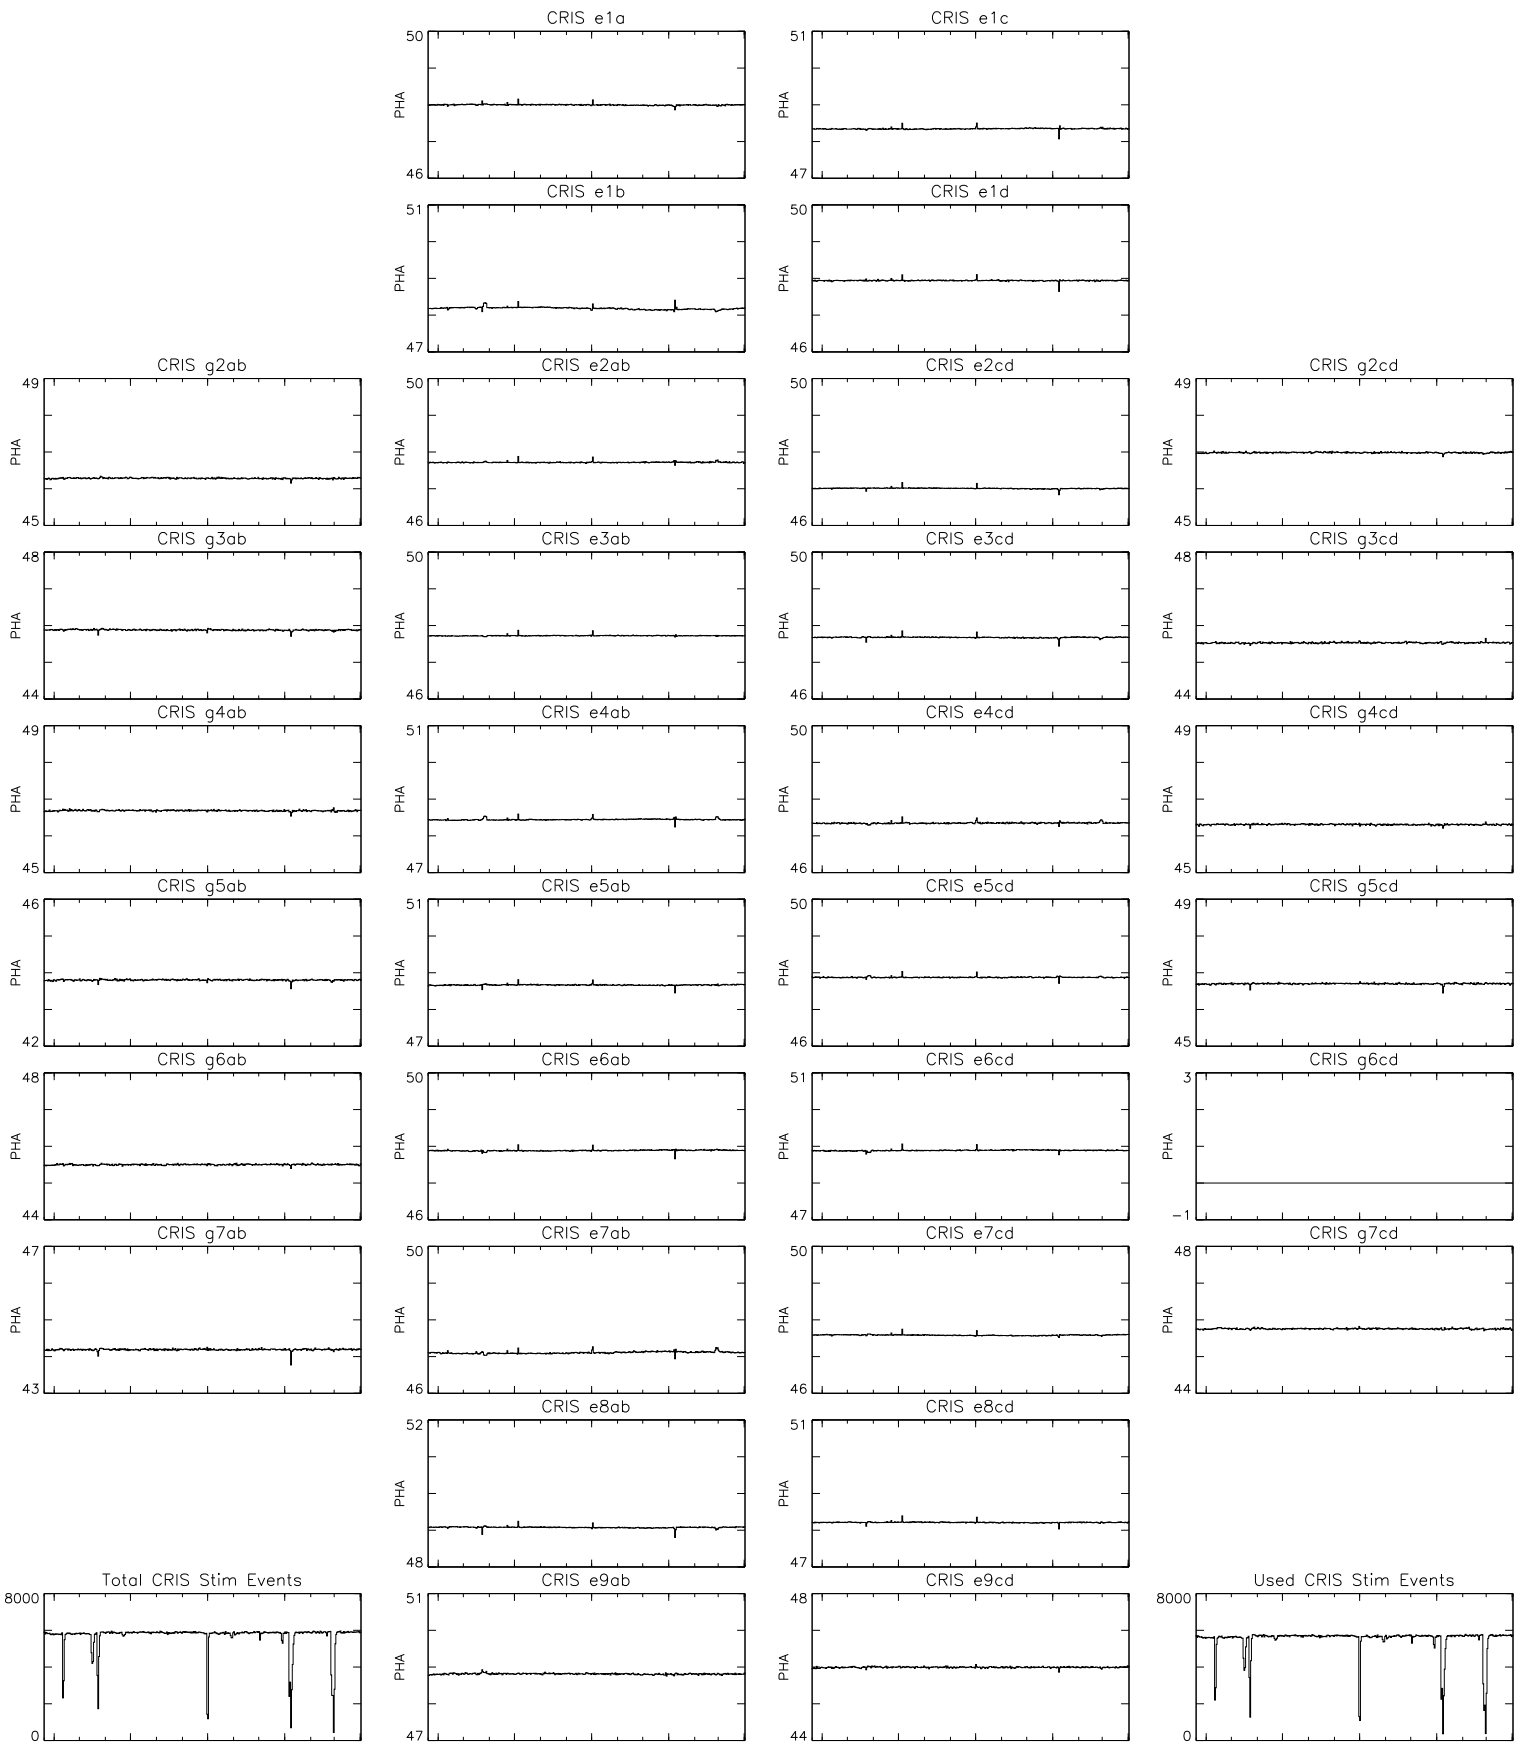 CRIS e1a
50
PHA
46
CRIS e1c
51
PHA
47
CRIS e1b
51
PHA
47
CRIS e1d
50
PHA
46
CRIS g2ab
49
PHA
45
CRIS e2ab
50
PHA
46
CRIS e2cd
50
PHA
46
CRIS g2cd
49
PHA
45
CRIS g3ab
48
PHA
44
CRIS e3ab
50
PHA
46
CRIS e3cd
50
PHA
46
CRIS g3cd
48
PHA
44
CRIS g4ab
49
PHA
45
CRIS e4ab
51
PHA
47
CRIS e4cd
50
PHA
46
CRIS g4cd
49
PHA
45
CRIS g5ab
46
PHA
42
CRIS e5ab
51
PHA
47
CRIS e5cd
50
PHA
46
CRIS g5cd
49
PHA
45
CRIS g6ab
48
PHA
44
CRIS e6ab
50
PHA
46
CRIS e6cd
51
PHA
47
CRIS g6cd
3
PHA
-1
CRIS g7ab
47
PHA
43
CRIS e7ab
50
PHA
46
CRIS e7cd
50
PHA
46
CRIS g7cd
48
PHA
44
CRIS e8ab
52
PHA
48
CRIS e8cd
51
PHA
47
Total CRIS Stim Events
8000
0
CRIS e9ab
51
PHA
47
CRIS e9cd
48
PHA
44
Used CRIS Stim Events
8000
0